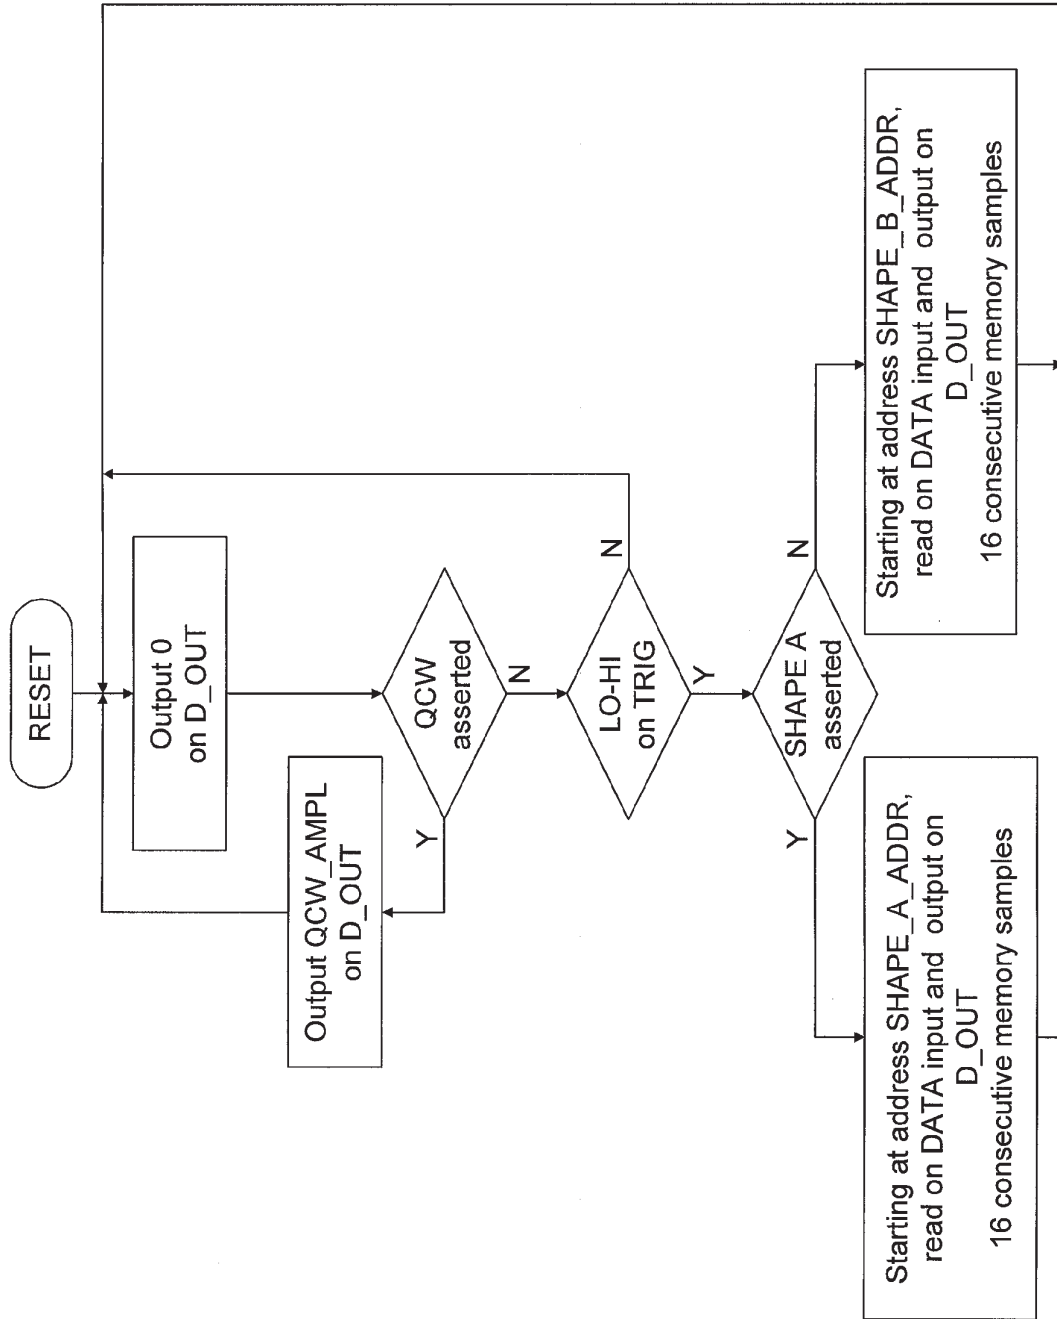 RESET
Output 0
on D_OUT
Output QCW_AMPL
on D_OUT
QCW
asserted
Y
N
LO-HI
on TRIG
N
Y
SHAPE A
asserted
Y
N
Starting at address SHAPE_A_ADDR,
read on DATA input and output on
D_OUT
16 consecutive memory samples
Starting at address SHAPE_B_ADDR,
read on DATA input and output on
D_OUT
16 consecutive memory samples